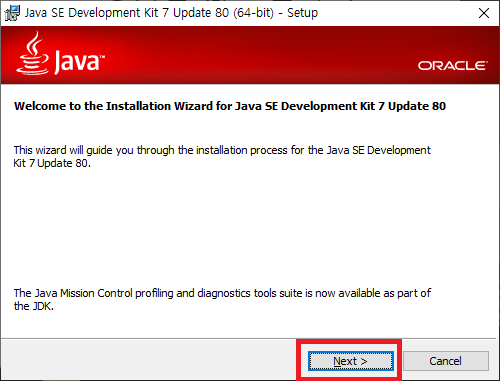 Java SE Development Kit 7 Update 80 (64-bit) - Setup
Java™
ORACLE
Welcome to the Installation Wizard for Java SE Development Kit 7 Update 80
This wizard will guide you through the installation process for the Java SE Development
Kit 7 Update 80.
The Java Mission Control profiling and diagnostics tools suite is now available as part of
the JDK.
Next >
Cancel